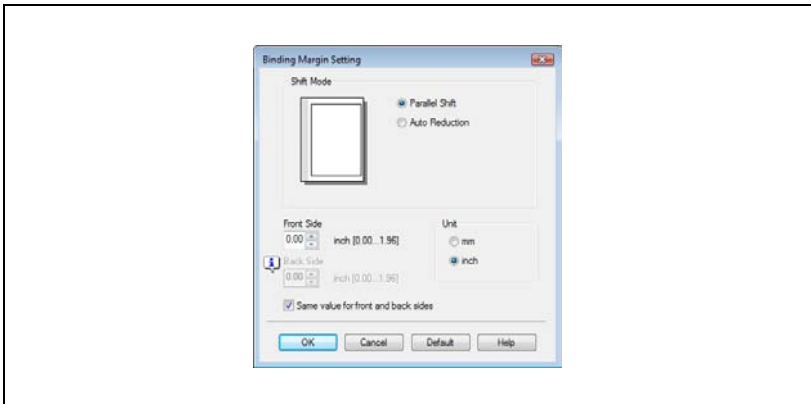 Binding Margin Setting
Shift Mode
Parallel Shift
Auto Reduction
Front Side
Unit
0.00 inch [0.00...1.96]
mm
Back Side
inch
0.00 inch [0.00...1.96]
Same value for front and back sides
OK Cancel Default Help